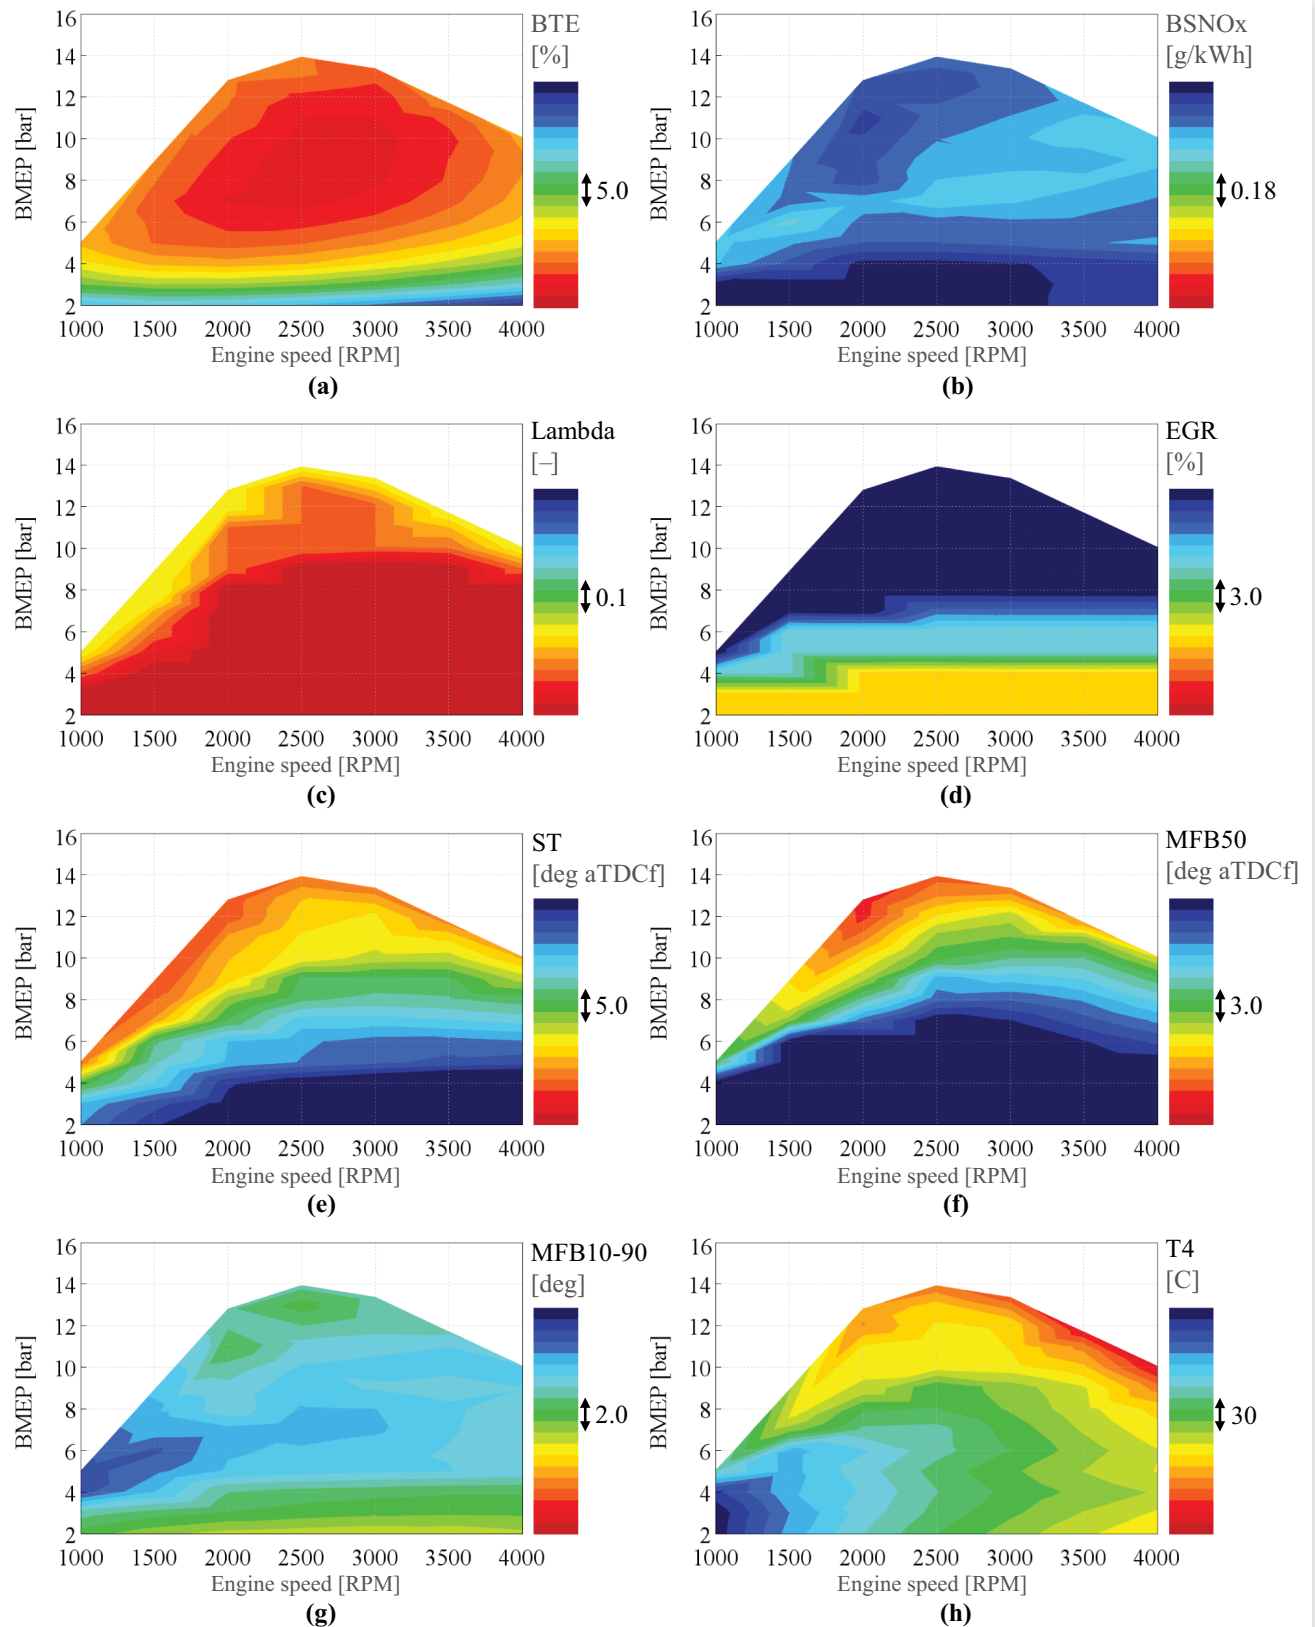 16
14
12
10
8
6
4
2
BMEP [bar]
1000 1500 2000 2500 3000 3500 4000
Engine speed [RPM]
BTE
[%]
5.0
(a)
16
14
12
10
8
6
4
2
BMEP [bar]
1000 1500 2000 2500 3000 3500 4000
Engine speed [RPM]
BSNOx
[g/kWh]
0.18
(b)
16
14
12
10
8
6
4
2
BMEP [bar]
1000 1500 2000 2500 3000 3500 4000
Engine speed [RPM]
Lambda
[–]
0.1
(c)
16
14
12
10
8
6
4
2
BMEP [bar]
1000 1500 2000 2500 3000 3500 4000
Engine speed [RPM]
EGR
[%]
3.0
(d)
16
14
12
10
8
6
4
2
BMEP [bar]
1000 1500 2000 2500 3000 3500 4000
Engine speed [RPM]
ST
[deg aTDCf]
5.0
(e)
16
14
12
10
8
6
4
2
BMEP [bar]
1000 1500 2000 2500 3000 3500 4000
Engine speed [RPM]
MFB50
[deg aTDCf]
3.0
(f)
16
14
12
10
8
6
4
2
BMEP [bar]
1000 1500 2000 2500 3000 3500 4000
Engine speed [RPM]
MFB10-90
[deg]
2.0
(g)
16
14
12
10
8
6
4
2
BMEP [bar]
1000 1500 2000 2500 3000 3500 4000
Engine speed [RPM]
T4
[C]
30
(h)